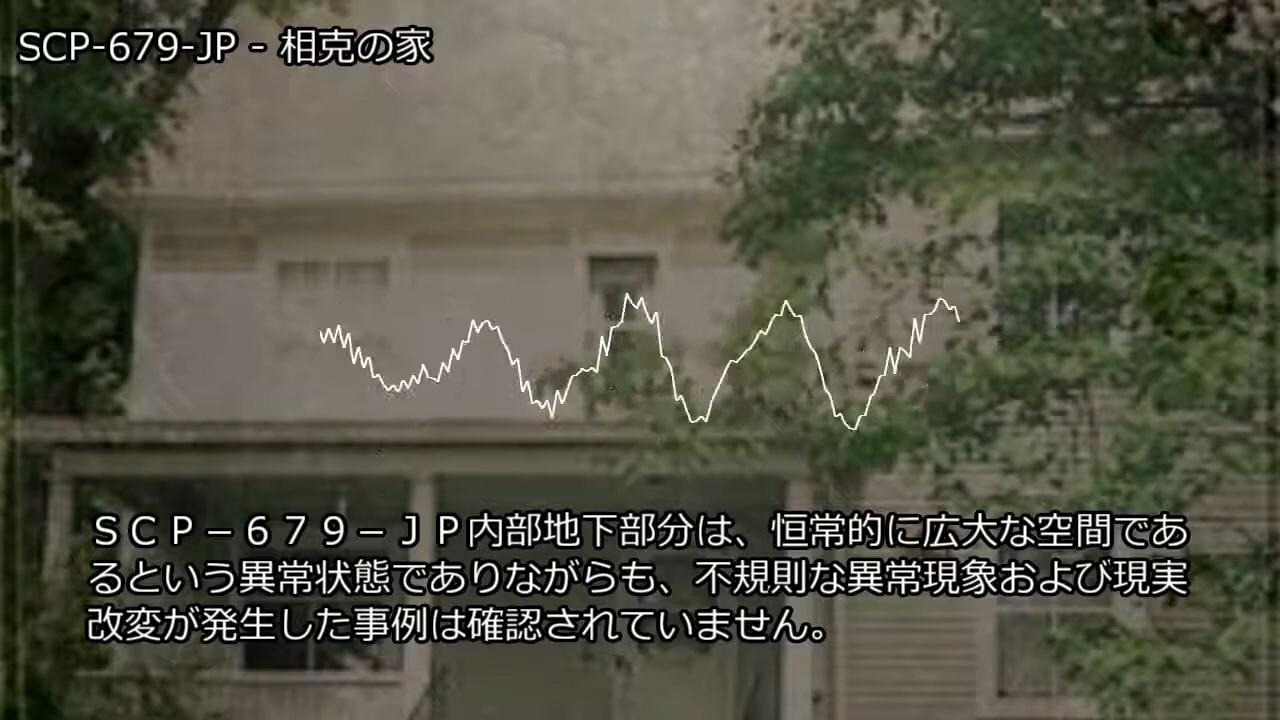 SCP-679-JP - 相克の家
ＳＣＰ－６７９－ＪＰ内部地下部分は、恒常的に広大な空間であ
るという異常状態でありながらも、不規則な異常現象および現実
改変が発生した事例は確認されていません。